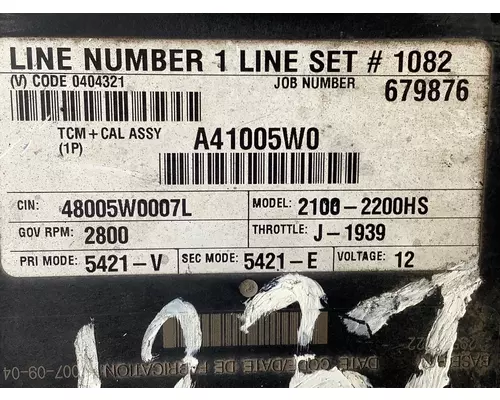 LINE NUMBER 1 LINE SET # 1082
(V) CODE 0404321 JOB NUMBER 679876
TCM + CAL ASSY (1P) A41005W0
CIN: 48005W0007L MODEL: 2100-2200HS
GOV RPM: 2800 THROTTLE: J-1939
PRI MODE: 5421-V SEC MODE: 5421-E VOLTAGE: 12
DATE CODE/DATE DE FABRICATION 2007-09-04